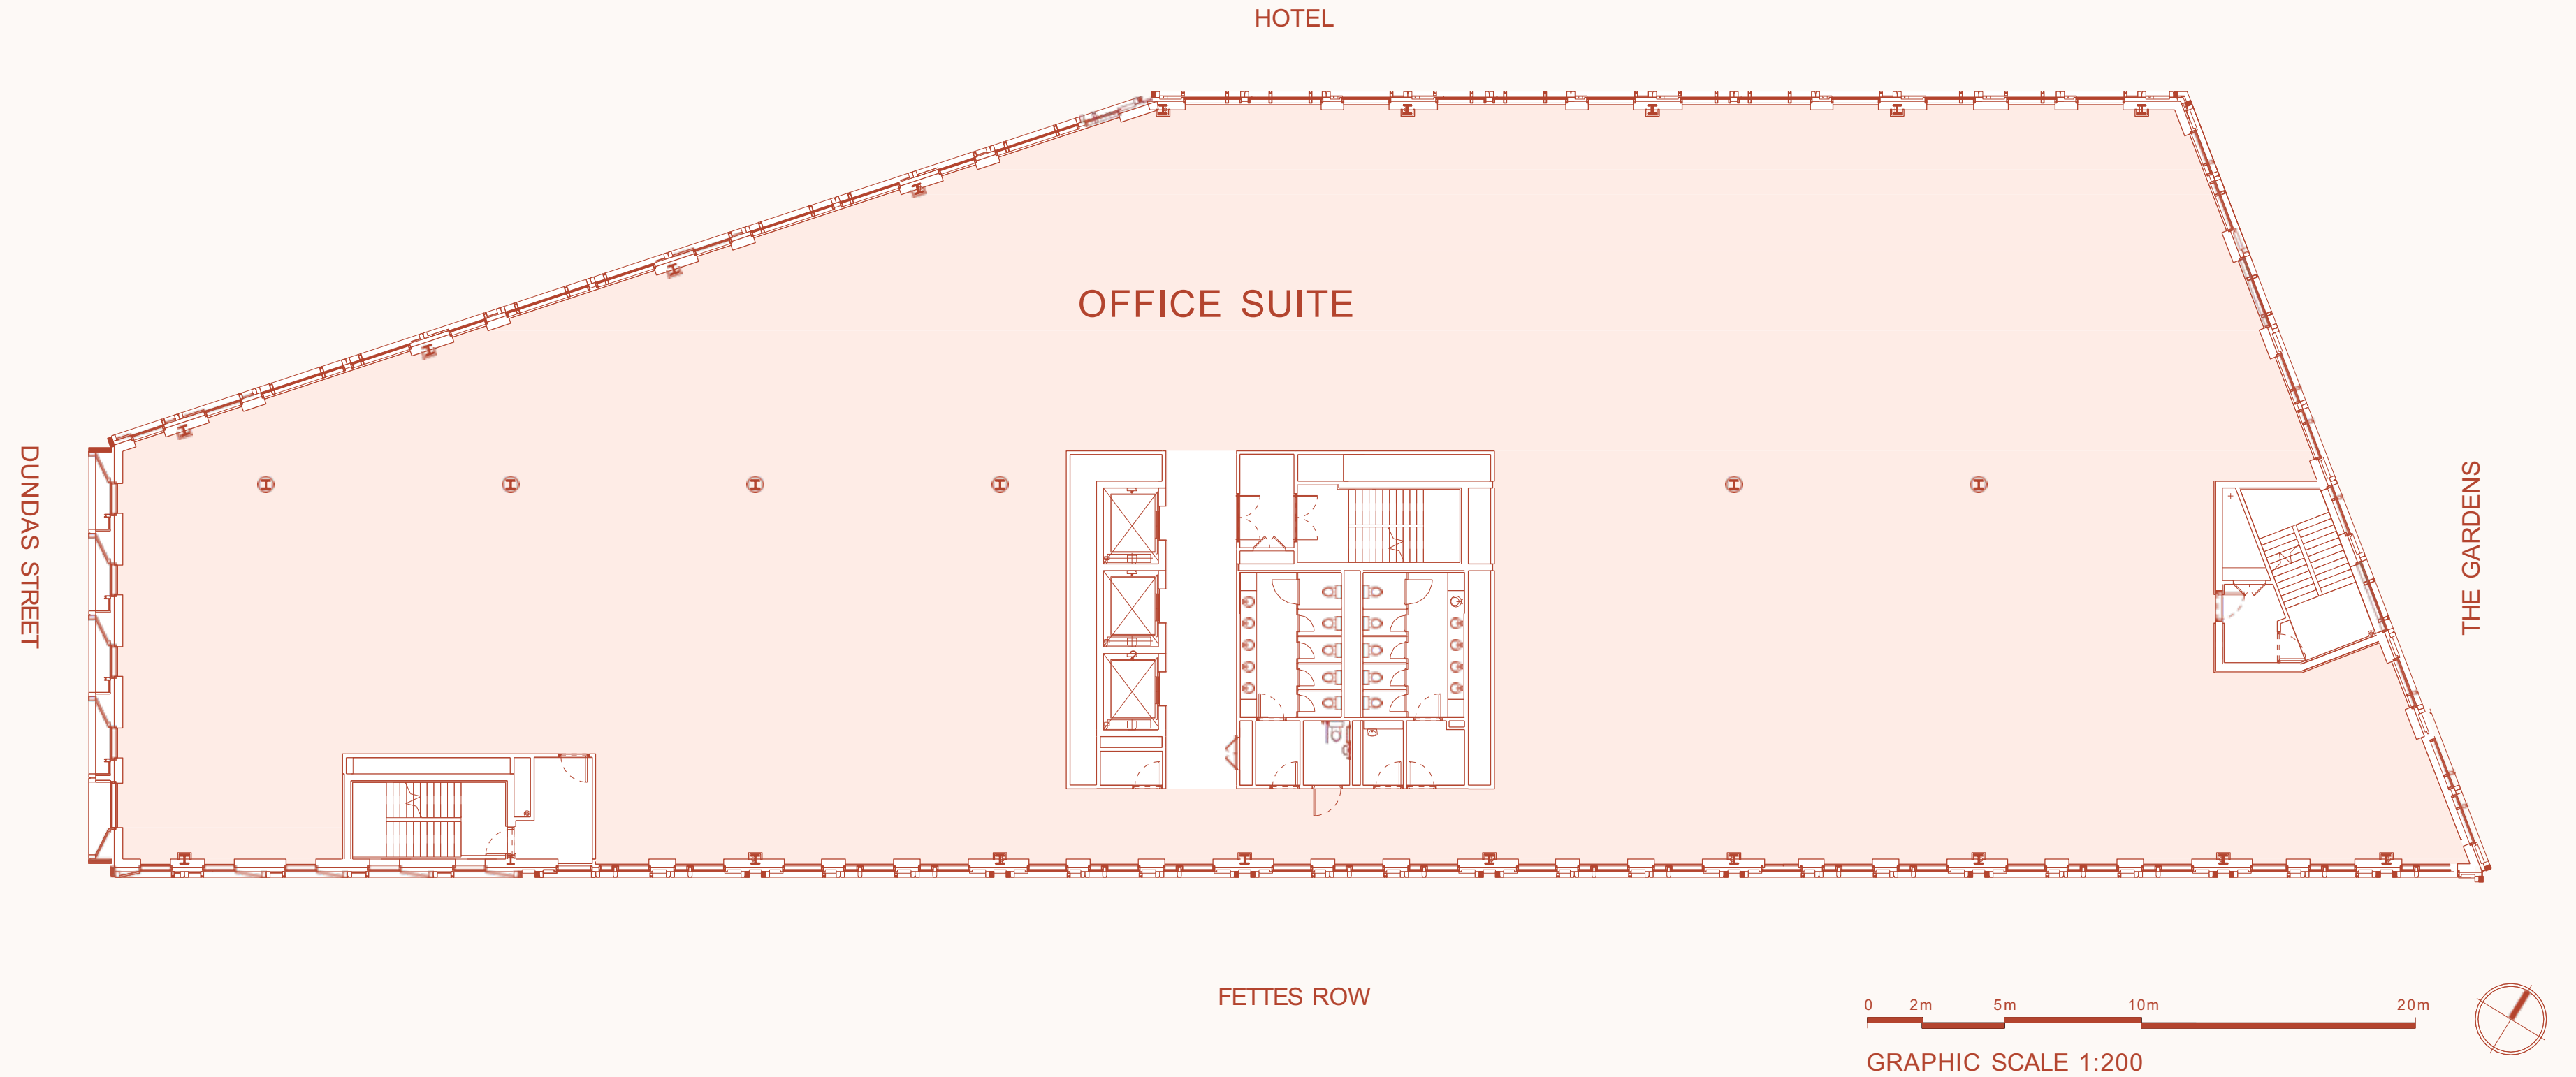 HOTEL
OFFICE SUITE
DUNDAS STREET
THE GARDENS
FETTES ROW
0 2m 5m 10m 20m
GRAPHIC SCALE 1:200